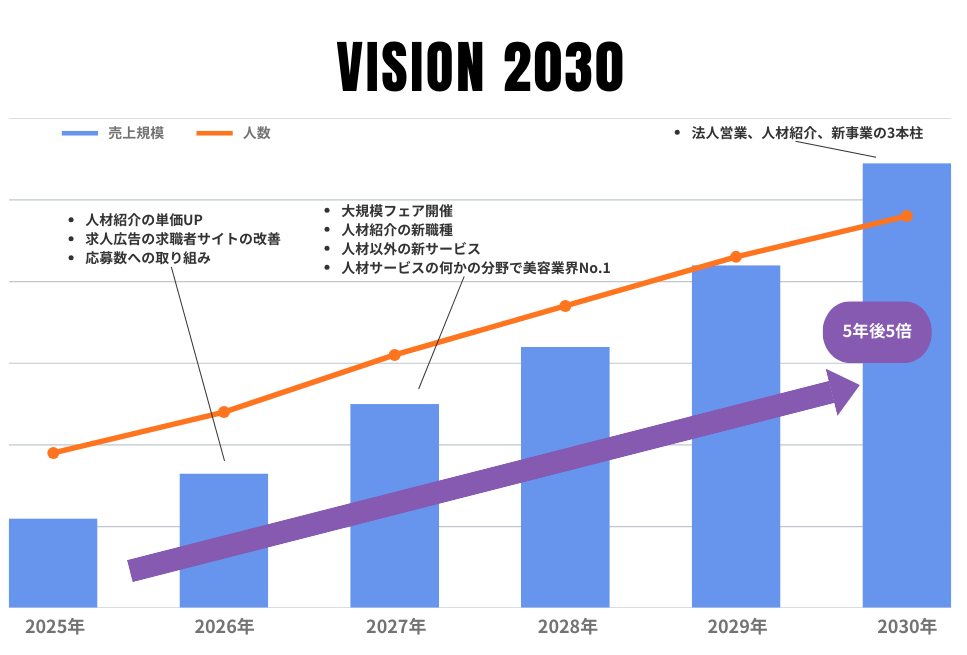 VISION 2030
売上規模
人数
• 法人営業、人材紹介、新事業の3本柱
• 人材紹介の単価UP
• 求人広告の求職者サイトの改善
• 応募数への取り組み
• 大規模フェア開催
• 人材紹介の新職種
• 人材以外の新サービス
• 人材サービスの何かの分野で美容業界No.1
5年後5倍
2025年
2026年
2027年
2028年
2029年
2030年